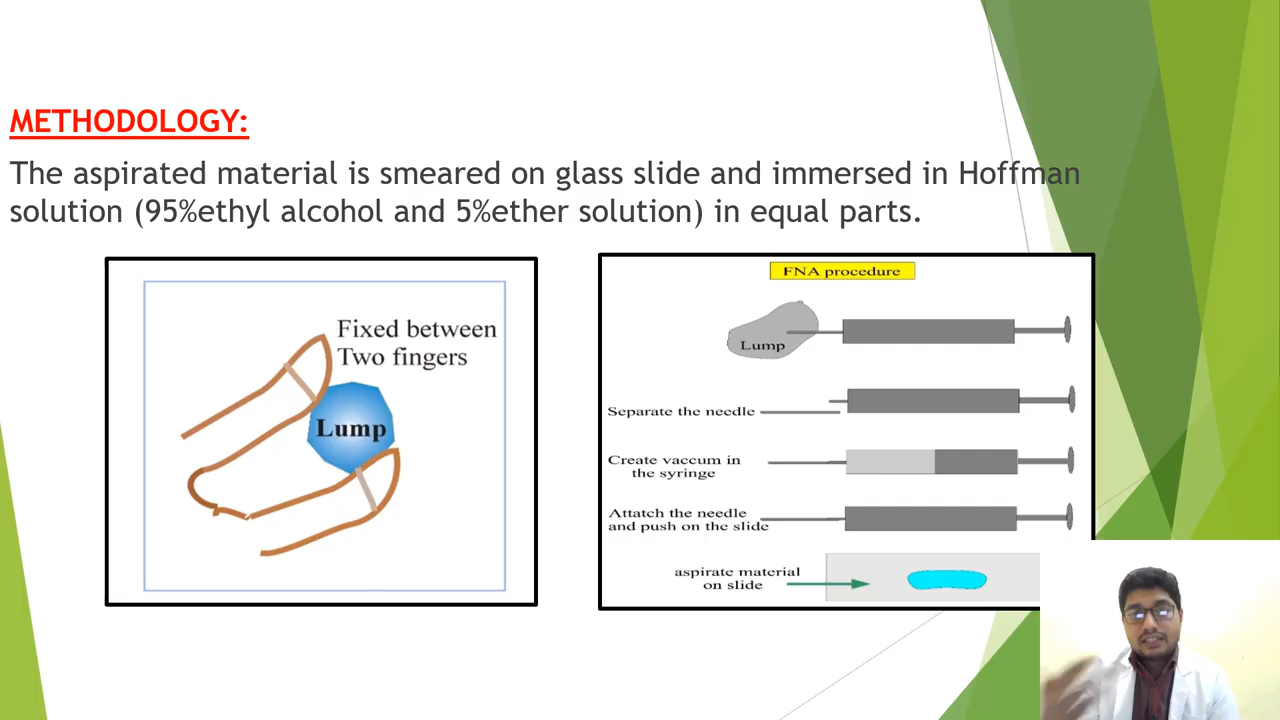 METHODOLOGY:
The aspirated material is smeared on glass slide and immersed in Hoffman
solution (95%ethyl alcohol and 5%ether solution) in equal parts.
Fixed between
Two fingers
Lump
FNA procedure
Lump
Separate the needle
Create vaccum in
the syringe
Attatch the needle
and push on the slide
aspirate material
on slide